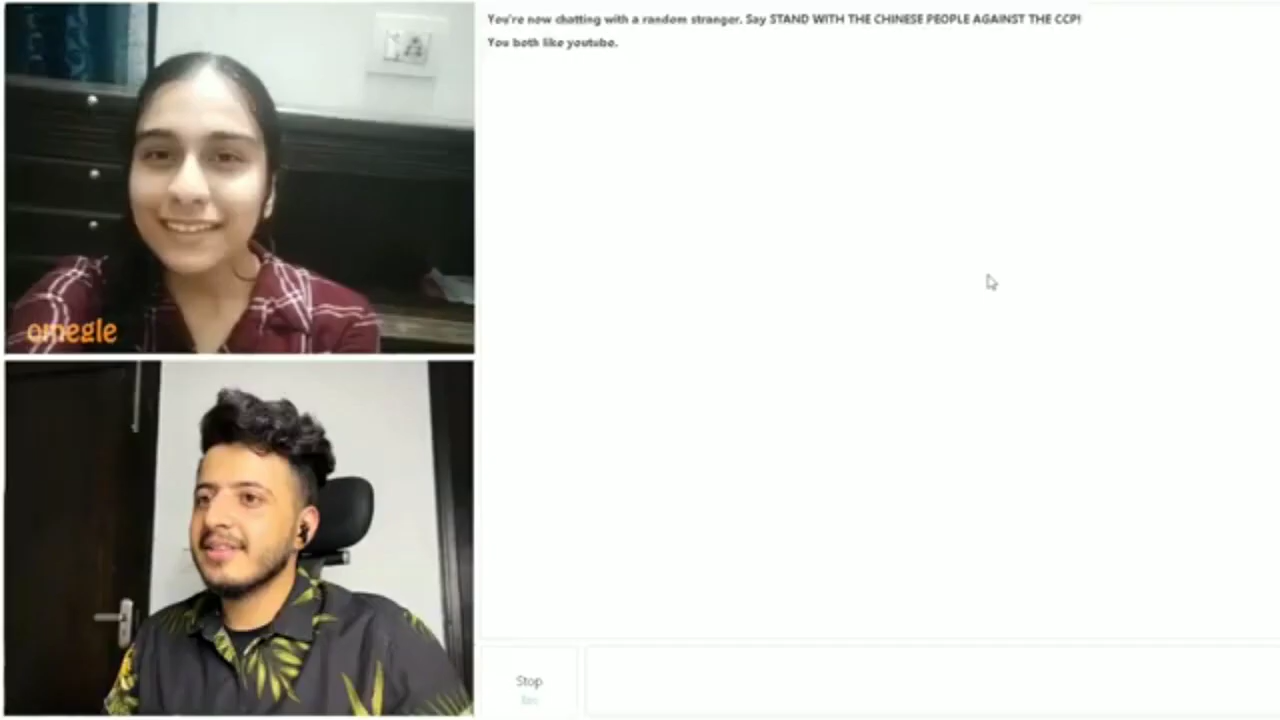 You're now chatting with a random stranger. Say STAND WITH THE CHINESE PEOPLE AGAINST THE CCP!
You both like youtube.
omegle
Stop
Esc